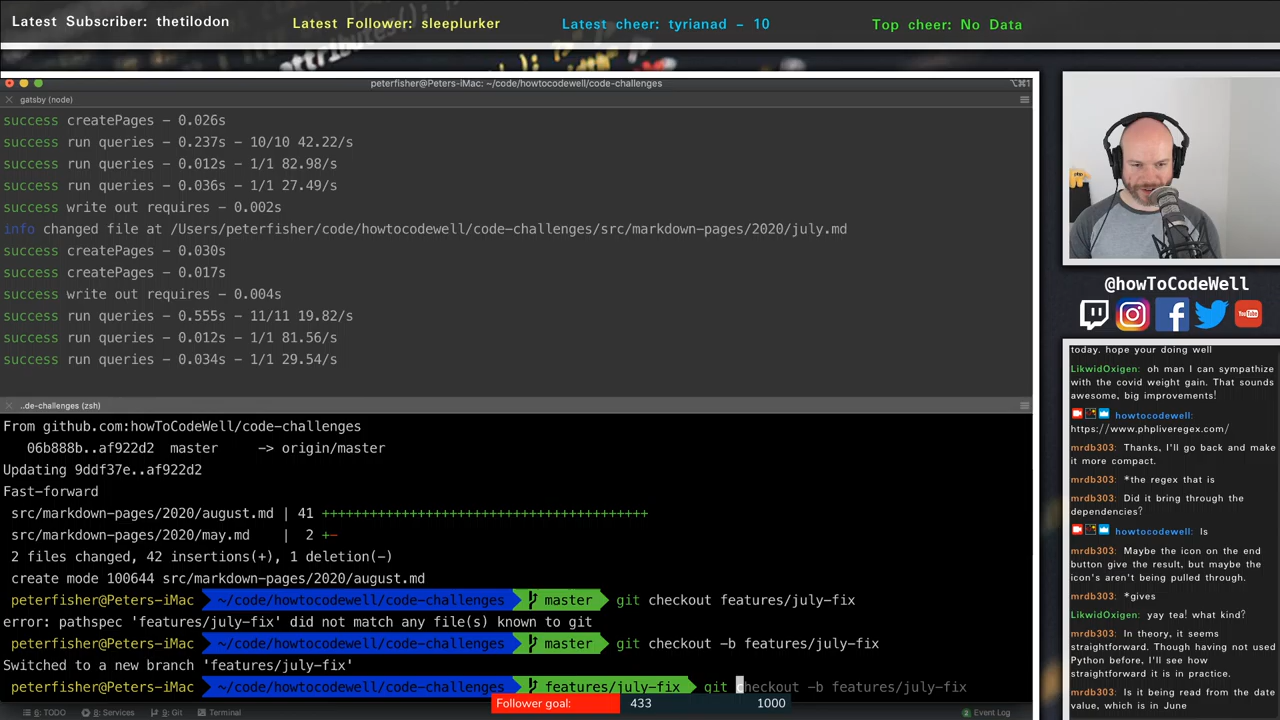 Latest Subscriber: thetilodon
Latest Follower: sleeplurker
Latest cheer: tyrianad - 10
Top cheer: No Data
peterfisher@Peters-iMac: ~/code/howtocodewell/code-challenges
⌥⌘1
gatsby (node)
success createPages - 0.026s
success run queries - 0.237s - 10/10 42.22/s
success run queries - 0.012s - 1/1 82.98/s
success run queries - 0.036s - 1/1 27.49/s
success write out requires - 0.002s
info changed file at /Users/peterfisher/code/howtocodewell/code-challenges/src/markdown-pages/2020/july.md
success createPages - 0.030s
success createPages - 0.017s
success write out requires - 0.004s
success run queries - 0.555s - 11/11 19.82/s
success run queries - 0.012s - 1/1 81.56/s
success run queries - 0.034s - 1/1 29.54/s
..de-challenges (zsh)
From github.com:howToCodeWell/code-challenges
06b888b..af922d2 master -> origin/master
Updating 9ddf37e..af922d2
Fast-forward
src/markdown-pages/2020/august.md | 41 +++++++++++++++++++++++++++++++++++++++++
src/markdown-pages/2020/may.md | 2 +-
2 files changed, 42 insertions(+), 1 deletion(-)
create mode 100644 src/markdown-pages/2020/august.md
peterfisher@Peters-iMac ~/code/howtocodewell/code-challenges master git checkout features/july-fix
error: pathspec 'features/july-fix' did not match any file(s) known to git
peterfisher@Peters-iMac ~/code/howtocodewell/code-challenges master git checkout -b features/july-fix
Switched to a new branch 'features/july-fix'
peterfisher@Peters-iMac ~/code/howtocodewell/code-challenges features/july-fix git checkout -b features/july-fix
Follower goal: 433 1000
6: TODO
8: Services
9: Git
Terminal
2 Event Log
@howToCodeWell
You Tube
today. hope your doing well
LikwidOxigen: oh man I can sympathize
with the covid weight gain. That sounds
awesome, big improvements!
howtocodewell:
https://www.phpliveregex.com/
mrdb303: Thanks, I'll go back and make
it more compact.
mrdb303: *the regex that is
mrdb303: Did it bring through the
dependencies?
howtocodewell: Is
mrdb303: Maybe the icon on the end
button give the result, but maybe the
icon's aren't being pulled through.
mrdb303: *gives
LikwidOxigen: yay tea! what kind?
mrdb303: In theory, it seems
straightforward. Though having not used
Python before, I'll see how
straightforward it is in practice.
mrdb303: Is it being read from the date
value, which is in June